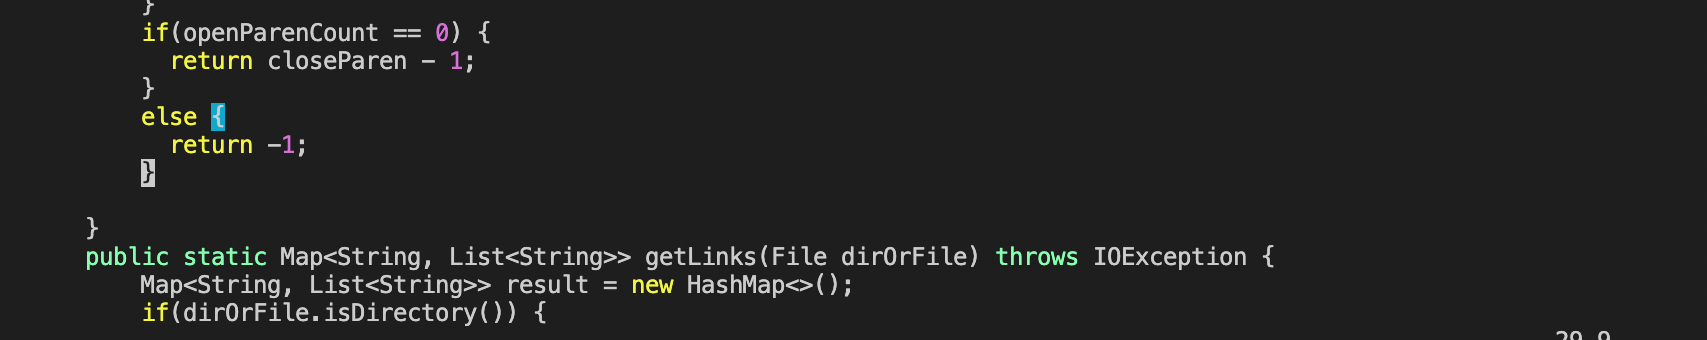 }
if(openParenCount == 0) {
return closeParen - 1;
}
else {
return -1;
}
}
public static Map<String, List<String>> getLinks(File dirOrFile) throws IOException {
Map<String, List<String>> result = new HashMap<>();
if(dirOrFile.isDirectory()) {